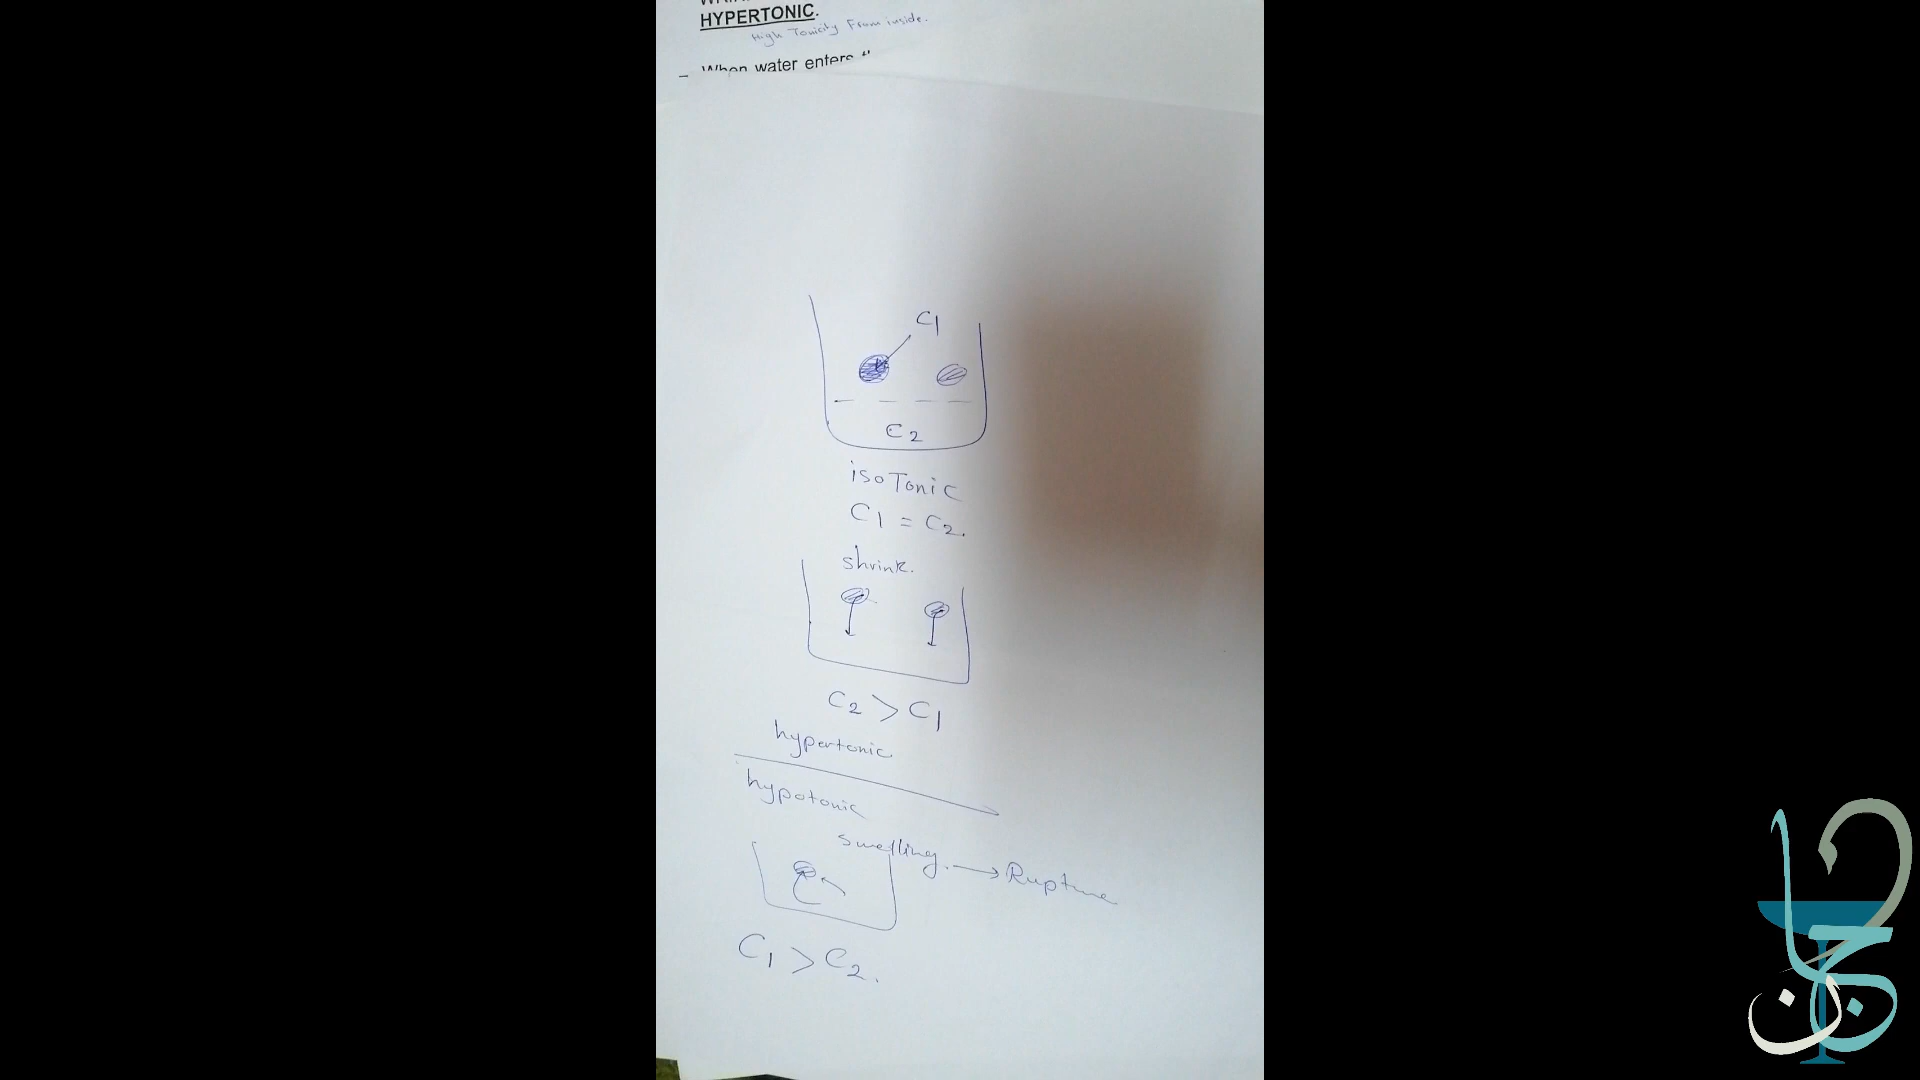 HYPERTONIC.
High Tonicity From inside.
- When water enters
C1
C2
isoTonic
C1 = C2.
shrink.
C2 > C1
hypertonic
hypotonic
swelling. → Rupture
C1 > C2.